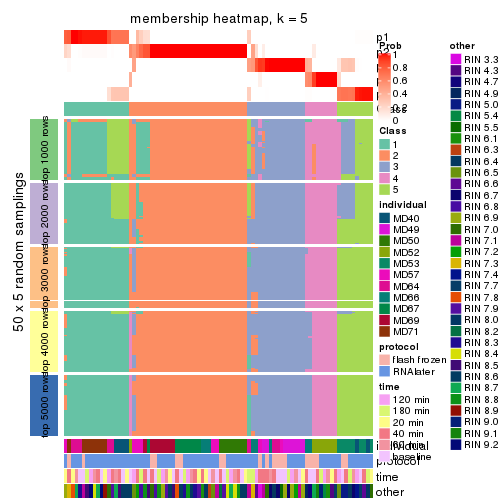 membership heatmap, k = 5
p1
Prob
1
0.8
0.6
0.4
0.2
0
Class
1
2
3
4
5
individual
MD40
MD49
MD50
MD52
MD53
MD57
MD64
MD66
MD67
MD69
MD71
protocol
flash frozen
RNAlater
time
120 min
180 min
20 min
40 min
baseline
other
RIN 3.3
RIN 4.3
RIN 4.7
RIN 4.9
RIN 5.0
RIN 5.4
RIN 5.5
RIN 6.1
RIN 6.3
RIN 6.4
RIN 6.5
RIN 6.6
RIN 6.7
RIN 6.8
RIN 6.9
RIN 7.0
RIN 7.1
RIN 7.2
RIN 7.3
RIN 7.4
RIN 7.7
RIN 7.8
RIN 7.9
RIN 8.0
RIN 8.2
RIN 8.3
RIN 8.4
RIN 8.5
RIN 8.6
RIN 8.7
RIN 8.8
RIN 8.9
RIN 9.0
RIN 9.1
RIN 9.2
50 x 5 random samplings
top 1000 rows
top 2000 rows
top 3000 rows
top 4000 rows
top 5000 rows
protocol
time
other